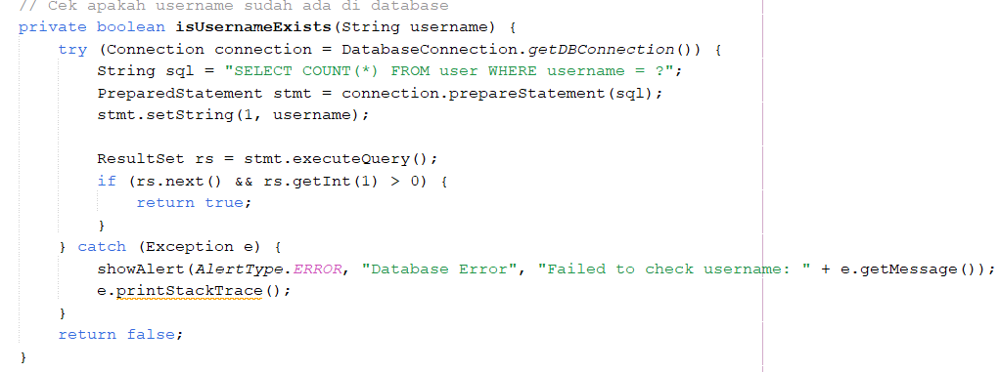 // Cek apakah username sudah ada di database
private boolean isUsernameExists(String username) {
    try (Connection connection = DatabaseConnection.getDBConnection()) {
        String sql = "SELECT COUNT(*) FROM user WHERE username = ?";
        PreparedStatement stmt = connection.prepareStatement(sql);
        stmt.setString(1, username);

        ResultSet rs = stmt.executeQuery();
        if (rs.next() && rs.getInt(1) > 0) {
            return true;
        }
    } catch (Exception e) {
        showAlert(AlertType.ERROR, "Database Error", "Failed to check username: " + e.getMessage());
        e.printStackTrace();
    }
    return false;
}